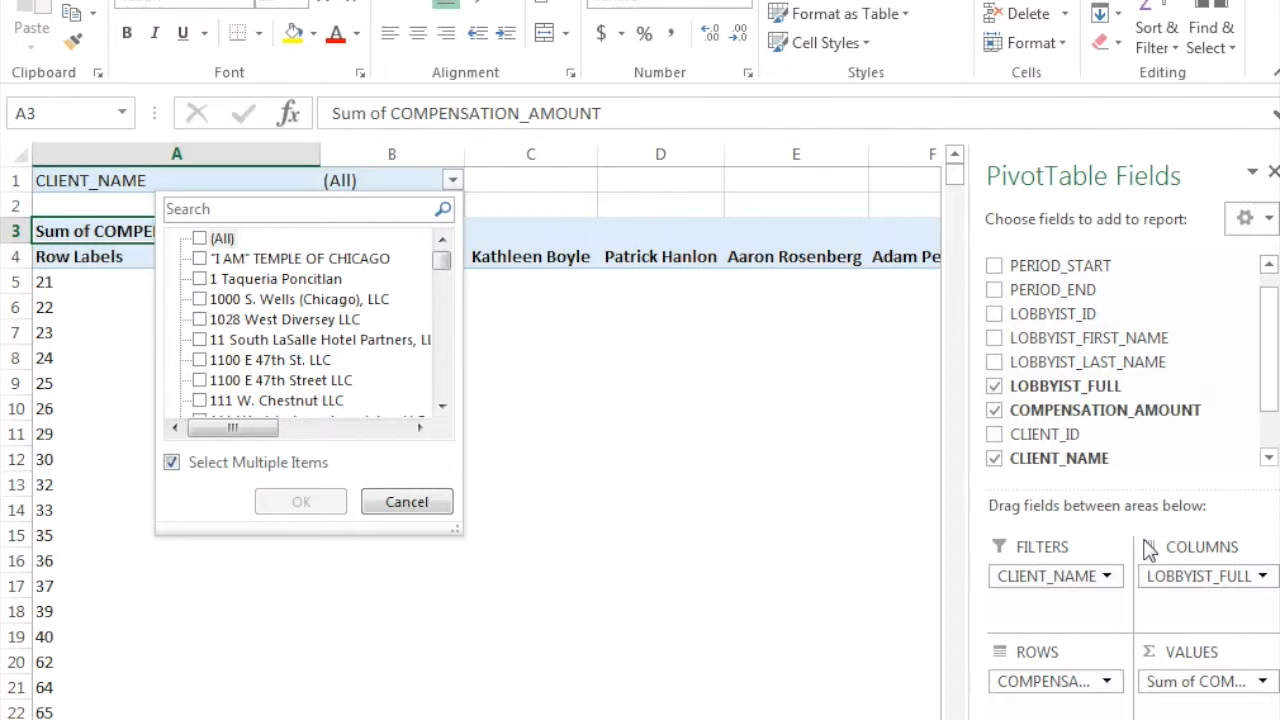 Paste
B I U
Clipboard
Font
Alignment
$ % ,
Number
Format as Table
Cell Styles
Styles
Delete
Format
Cells
Sort & Filter
Find & Select
Editing
A3
fx
Sum of COMPENSATION_AMOUNT
A B C D E F
1 CLIENT_NAME (All)
2
3 Sum of COMPE
4 Row Labels Kathleen Boyle Patrick Hanlon Aaron Rosenberg Adam Pe
5 21
6 22
7 23
8 24
9 25
10 26
11 29
12 30
13 32
14 33
15 35
16 36
17 37
18 39
19 40
20 62
21 64
22 65
Search
(All)
"I AM" TEMPLE OF CHICAGO
1 Taqueria Poncitlan
1000 S. Wells (Chicago), LLC
1028 West Diversey LLC
11 South LaSalle Hotel Partners, LL
1100 E 47th St. LLC
1100 E 47th Street LLC
111 W. Chestnut LLC
Select Multiple Items
OK
Cancel
PivotTable Fields
Choose fields to add to report:
PERIOD_START
PERIOD_END
LOBBYIST_ID
LOBBYIST_FIRST_NAME
LOBBYIST_LAST_NAME
LOBBYIST_FULL
COMPENSATION_AMOUNT
CLIENT_ID
CLIENT_NAME
Drag fields between areas below:
FILTERS
CLIENT_NAME
COLUMNS
LOBBYIST_FULL
ROWS
COMPENSA...
Σ VALUES
Sum of COM...